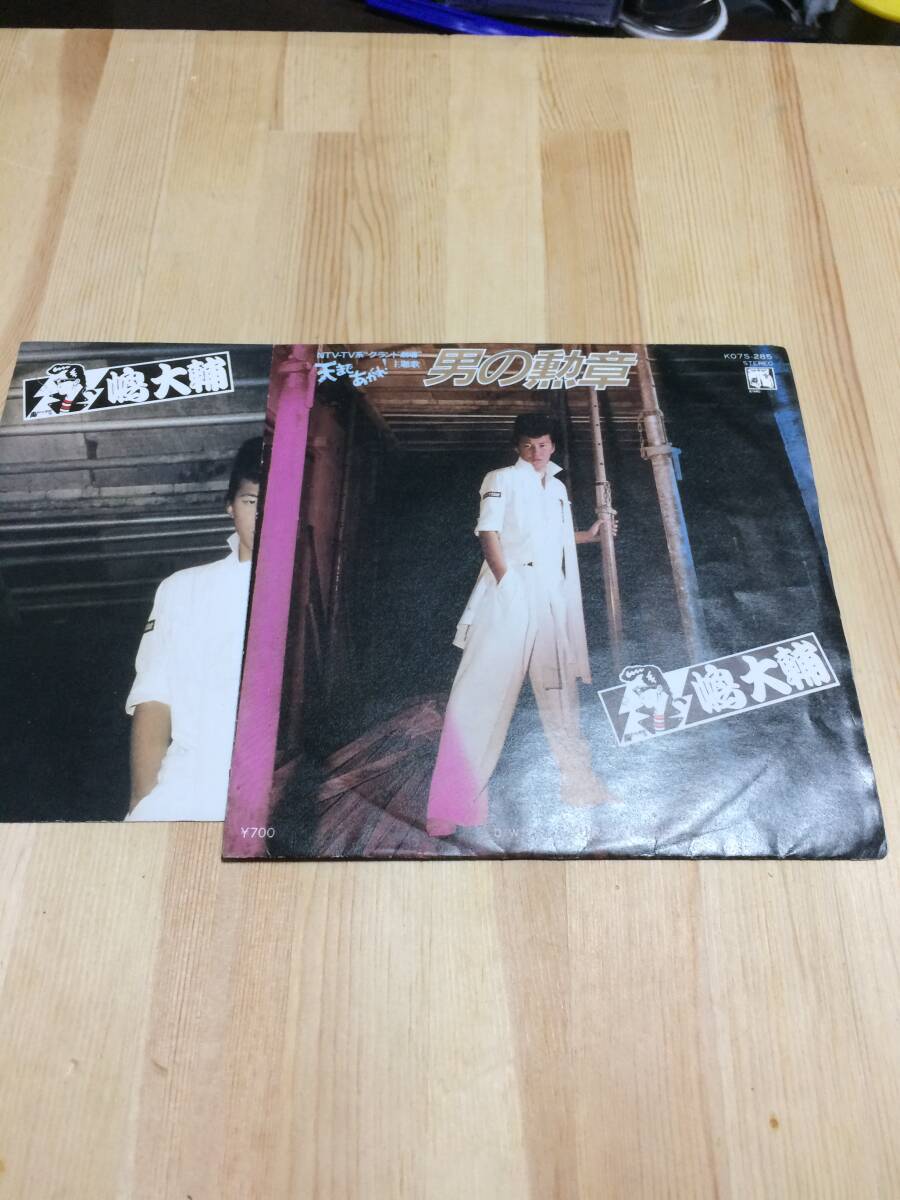 嶋大輔
NTV-TV系"グランド劇場"
天まであがれ!
主題歌
男の勲章
K07S-285
STEREO
嶋大輔
¥700